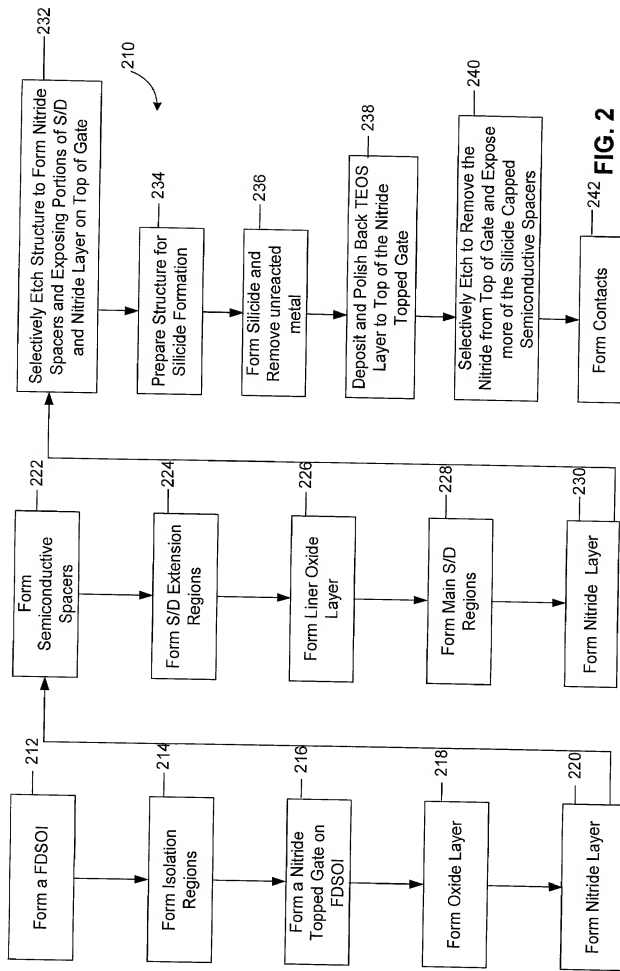 212
Form a FDSOI
214
Form Isolation
Regions
216
Form a Nitride
Topped Gate on
FDSOI
218
Form Oxide Layer
220
Form Nitride Layer
222
Form
Semiconductive
Spacers
224
Form S/D Extension
Regions
226
Form Liner Oxide
Layer
228
Form Main S/D
Regions
230
Form Nitride Layer
232
Selectively Etch Structure to Form Nitride
Spacers and Exposing Portions of S/D
and Nitride Layer on Top of Gate
210
234
Prepare Structure for
Silicide Formation
236
Form Silicide and
Remove unreacted
metal
238
Deposit and Polish Back TEOS
Layer to Top of the Nitride
Topped Gate
240
Selectively Etch to Remove the
Nitride from Top of Gate and Expose
more of the Silicide Capped
Semiconductive Spacers
242
Form Contacts
FIG. 2